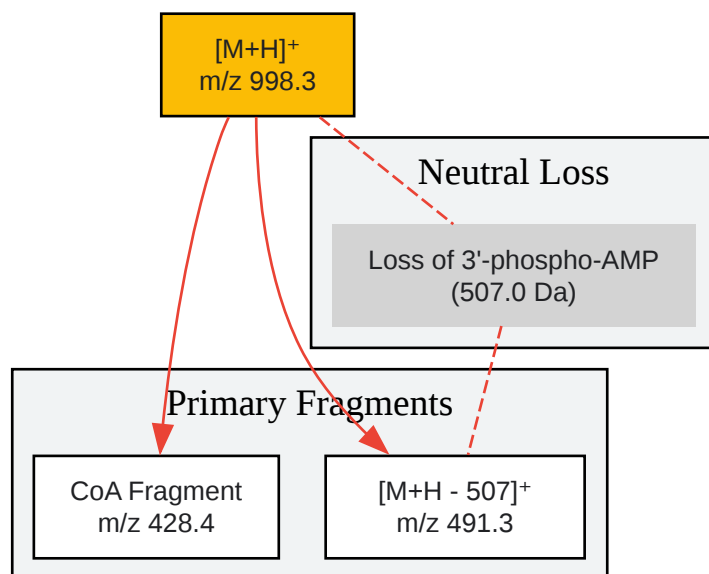 [M+H]⁺
m/z 998.3
Neutral Loss
Loss of 3'-phospho-AMP
(507.0 Da)
Primary Fragments
CoA Fragment
m/z 428.4
[M+H - 507]⁺
m/z 491.3